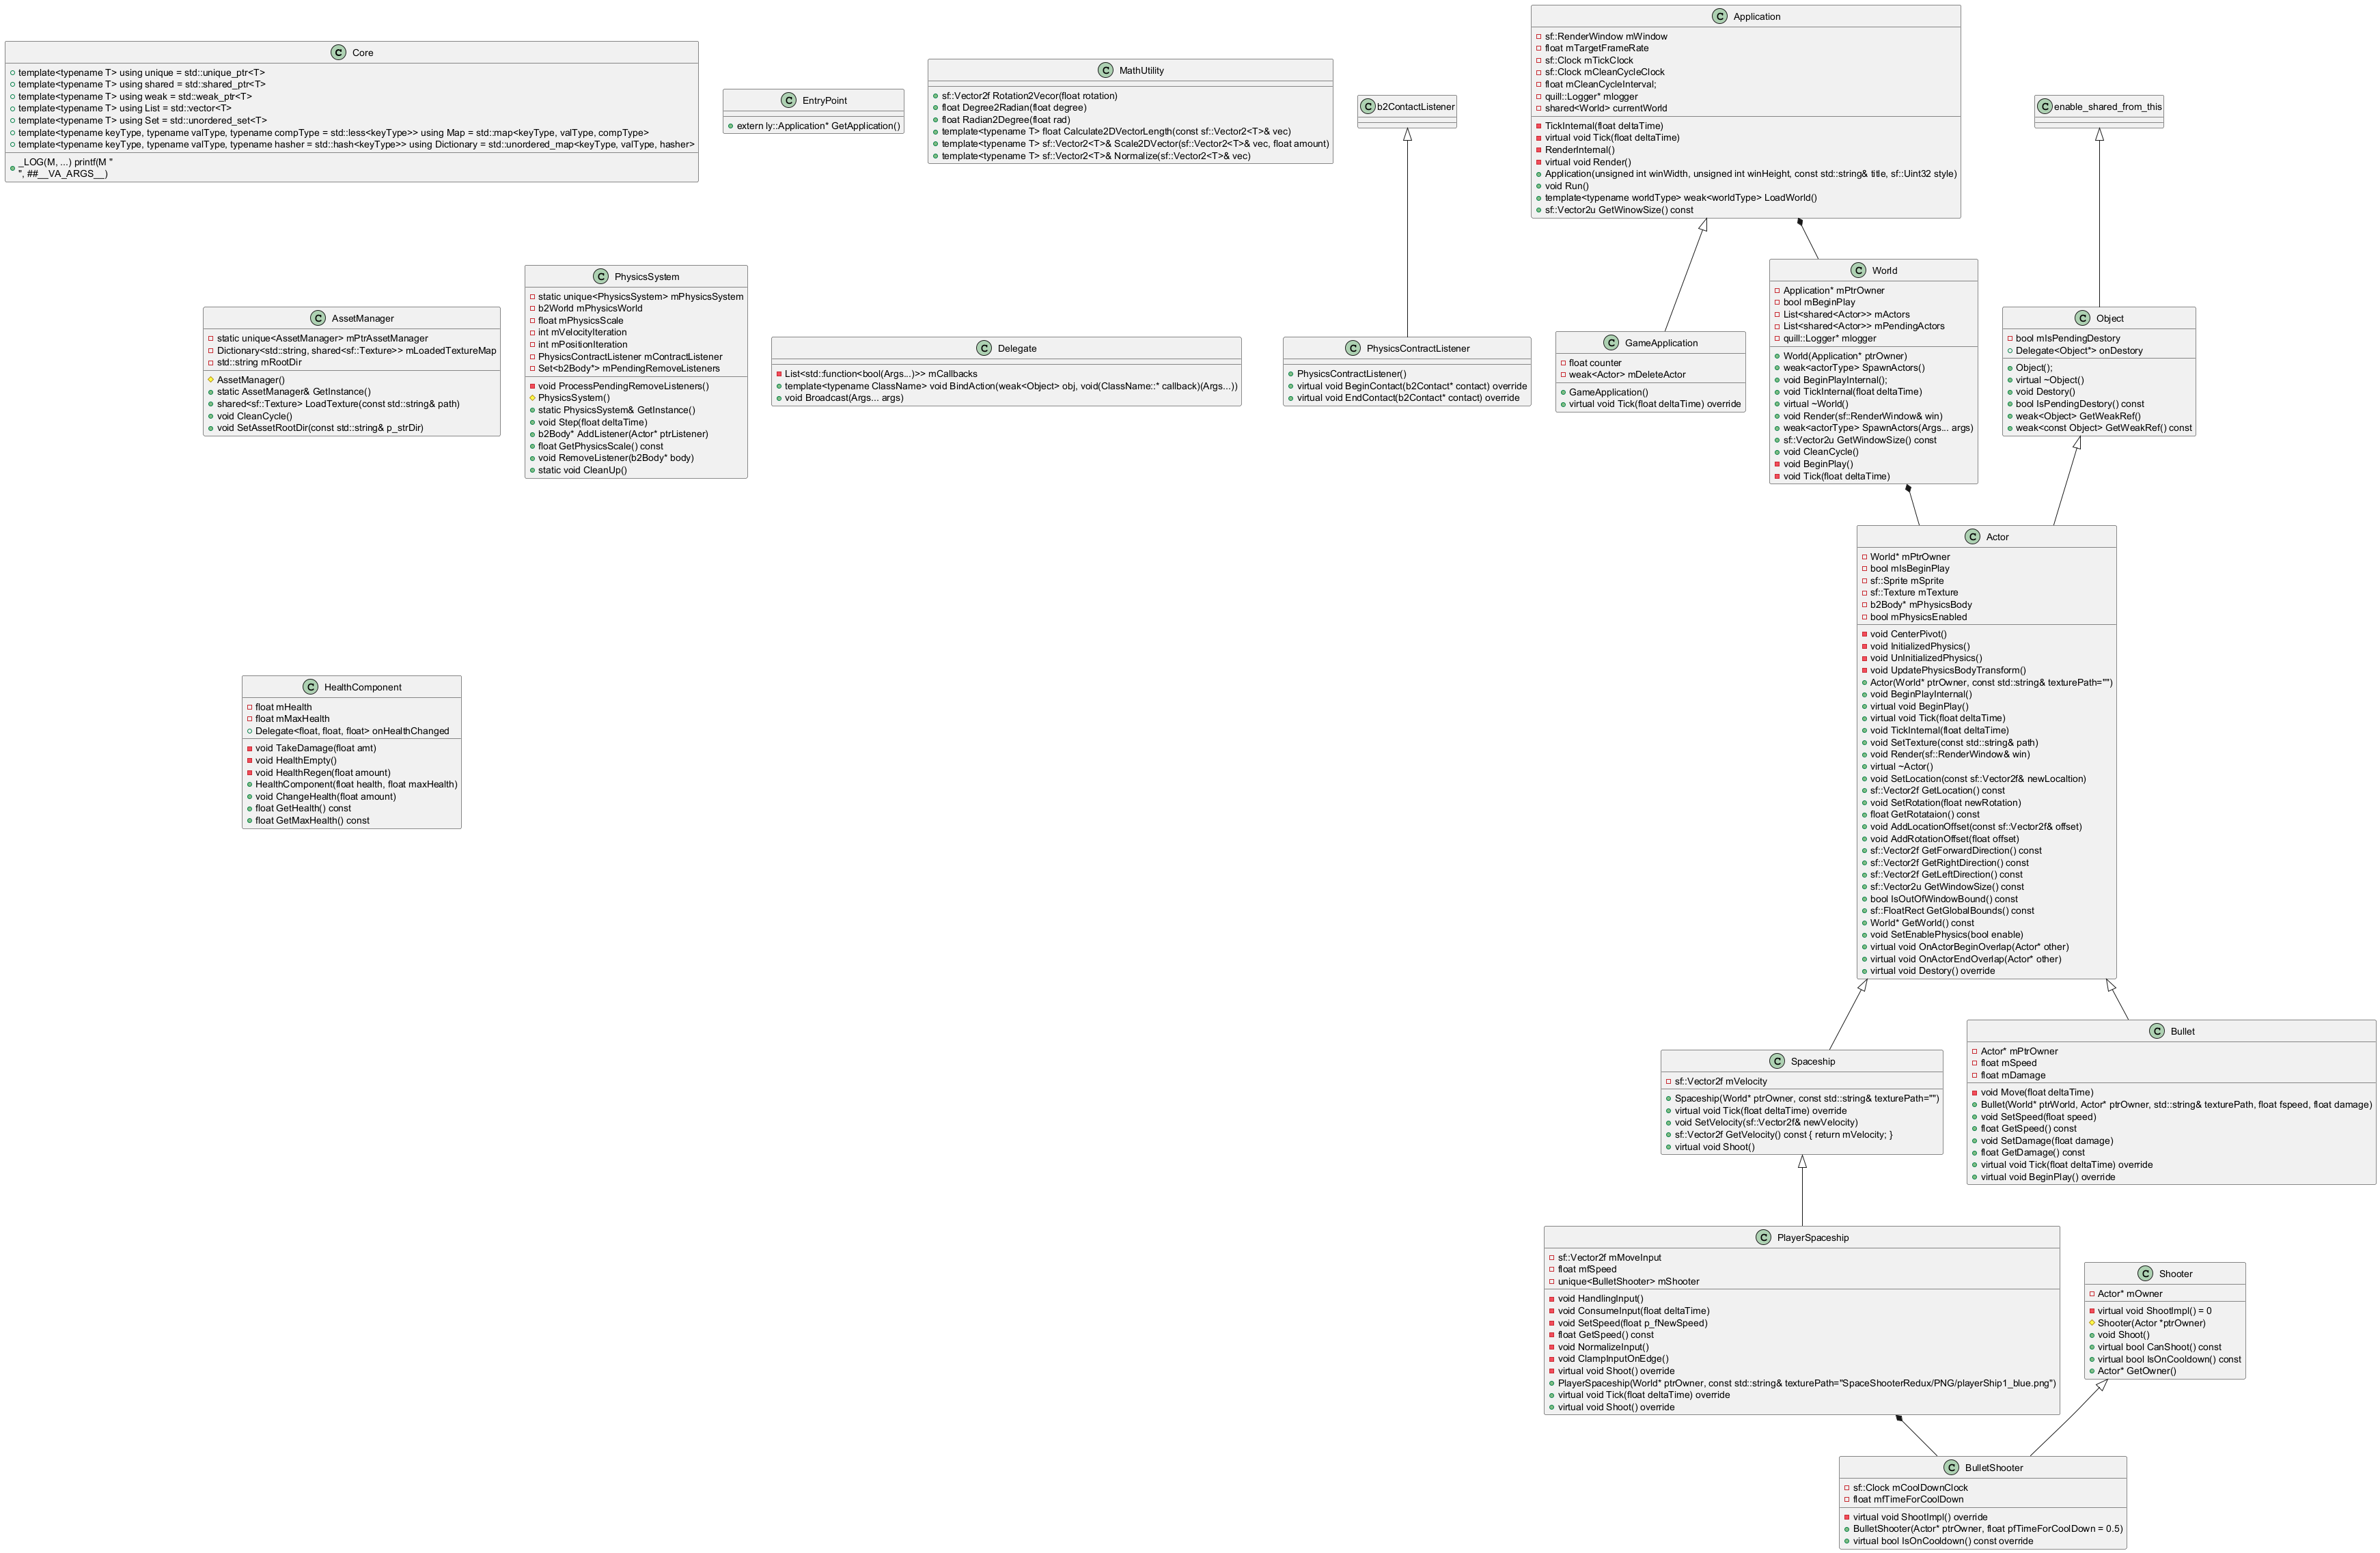 Application
sf::RenderWindow mWindow
float mTargetFrameRate
sf::Clock mTickClock
sf::Clock mCleanCycleClock
float mCleanCycleInterval;
quill::Logger* mlogger
shared<World> currentWorld
TickInternal(float deltaTime)
virtual void Tick(float deltaTime)
RenderInternal()
virtual void Render()
Application(unsigned int winWidth, unsigned int winHeight, const std::string& title, sf::Uint32 style)
void Run()
template<typename worldType> weak<worldType> LoadWorld()
sf::Vector2u GetWinowSize() const
Core
template<typename T> using unique = std::unique_ptr<T>
template<typename T> using shared = std::shared_ptr<T>
template<typename T> using weak = std::weak_ptr<T>
template<typename T> using List = std::vector<T>
template<typename T> using Set = std::unordered_set<T>
template<typename keyType, typename valType, typename compType = std::less<keyType>> using Map = std::map<keyType, valType, compType>
template<typename keyType, typename valType, typename hasher = std::hash<keyType>> using Dictionary = std::unordered_map<keyType, valType, hasher>
_LOG(M, ...) printf(M "
", ##__VA_ARGS__)
EntryPoint
extern ly::Application* GetApplication()
MathUtility
sf::Vector2f Rotation2Vecor(float rotation)
float Degree2Radian(float degree)
float Radian2Degree(float rad)
template<typename T> float Calculate2DVectorLength(const sf::Vector2<T>& vec)
template<typename T> sf::Vector2<T>& Scale2DVector(sf::Vector2<T>& vec, float amount)
template<typename T> sf::Vector2<T>& Normalize(sf::Vector2<T>& vec)
b2ContactListener
enable_shared_from_this
AssetManager
static unique<AssetManager> mPtrAssetManager
Dictionary<std::string, shared<sf::Texture>> mLoadedTextureMap
std::string mRootDir
AssetManager()
static AssetManager& GetInstance()
shared<sf::Texture> LoadTexture(const std::string& path)
void CleanCycle()
void SetAssetRootDir(const std::string& p_strDir)
PhysicsSystem
static unique<PhysicsSystem> mPhysicsSystem
b2World mPhysicsWorld
float mPhysicsScale
int mVelocityIteration
int mPositionIteration
PhysicsContractListener mContractListener
Set<b2Body*> mPendingRemoveListeners
void ProcessPendingRemoveListeners()
PhysicsSystem()
static PhysicsSystem& GetInstance()
void Step(float deltaTime)
b2Body* AddListener(Actor* ptrListener)
float GetPhysicsScale() const
void RemoveListener(b2Body* body)
static void CleanUp()
Delegate
List<std::function<bool(Args...)>> mCallbacks
template<typename ClassName> void BindAction(weak<Object> obj, void(ClassName::* callback)(Args...))
void Broadcast(Args... args)
PhysicsContractListener
PhysicsContractListener()
virtual void BeginContact(b2Contact* contact) override
virtual void EndContact(b2Contact* contact) override
GameApplication
float counter
weak<Actor> mDeleteActor
GameApplication()
virtual void Tick(float deltaTime) override
World
Application* mPtrOwner
bool mBeginPlay
List<shared<Actor>> mActors
List<shared<Actor>> mPendingActors
quill::Logger* mlogger
World(Application* ptrOwner)
weak<actorType> SpawnActors()
void BeginPlayInternal();
void TickInternal(float deltaTime)
virtual ~World()
void Render(sf::RenderWindow& win)
weak<actorType> SpawnActors(Args... args)
sf::Vector2u GetWindowSize() const
void CleanCycle()
void BeginPlay()
void Tick(float deltaTime)
Object
bool mIsPendingDestory
Delegate<Object*> onDestory
Object();
virtual ~Object()
void Destory()
bool IsPendingDestory() const
weak<Object> GetWeakRef()
weak<const Object> GetWeakRef() const
HealthComponent
float mHealth
float mMaxHealth
Delegate<float, float, float> onHealthChanged
void TakeDamage(float amt)
void HealthEmpty()
void HealthRegen(float amount)
HealthComponent(float health, float maxHealth)
void ChangeHealth(float amount)
float GetHealth() const
float GetMaxHealth() const
Actor
World* mPtrOwner
bool mIsBeginPlay
sf::Sprite mSprite
sf::Texture mTexture
b2Body* mPhysicsBody
bool mPhysicsEnabled
void CenterPivot()
void InitializedPhysics()
void UnInitializedPhysics()
void UpdatePhysicsBodyTransform()
Actor(World* ptrOwner, const std::string& texturePath="")
void BeginPlayInternal()
virtual void BeginPlay()
virtual void Tick(float deltaTime)
void TickInternal(float deltaTime)
void SetTexture(const std::string& path)
void Render(sf::RenderWindow& win)
virtual ~Actor()
void SetLocation(const sf::Vector2f& newLocaltion)
sf::Vector2f GetLocation() const
void SetRotation(float newRotation)
float GetRotataion() const
void AddLocationOffset(const sf::Vector2f& offset)
void AddRotationOffset(float offset)
sf::Vector2f GetForwardDirection() const
sf::Vector2f GetRightDirection() const
sf::Vector2f GetLeftDirection() const
sf::Vector2u GetWindowSize() const
bool IsOutOfWindowBound() const
sf::FloatRect GetGlobalBounds() const
World* GetWorld() const
void SetEnablePhysics(bool enable)
virtual void OnActorBeginOverlap(Actor* other)
virtual void OnActorEndOverlap(Actor* other)
virtual void Destory() override
Spaceship
sf::Vector2f mVelocity
Spaceship(World* ptrOwner, const std::string& texturePath="")
virtual void Tick(float deltaTime) override
void SetVelocity(sf::Vector2f& newVelocity)
sf::Vector2f GetVelocity() const { return mVelocity; }
virtual void Shoot()
Bullet
Actor* mPtrOwner
float mSpeed
float mDamage
void Move(float deltaTime)
Bullet(World* ptrWorld, Actor* ptrOwner, std::string& texturePath, float fspeed, float damage)
void SetSpeed(float speed)
float GetSpeed() const
void SetDamage(float damage)
float GetDamage() const
virtual void Tick(float deltaTime) override
virtual void BeginPlay() override
PlayerSpaceship
sf::Vector2f mMoveInput
float mfSpeed
unique<BulletShooter> mShooter
void HandlingInput()
void ConsumeInput(float deltaTime)
void SetSpeed(float p_fNewSpeed)
float GetSpeed() const
void NormalizeInput()
void ClampInputOnEdge()
virtual void Shoot() override
PlayerSpaceship(World* ptrOwner, const std::string& texturePath="SpaceShooterRedux/PNG/playerShip1_blue.png")
virtual void Tick(float deltaTime) override
virtual void Shoot() override
Shooter
Actor* mOwner
virtual void ShootImpl() = 0
Shooter(Actor *ptrOwner)
void Shoot()
virtual bool CanShoot() const
virtual bool IsOnCooldown() const
Actor* GetOwner()
BulletShooter
sf::Clock mCoolDownClock
float mfTimeForCoolDown
virtual void ShootImpl() override
BulletShooter(Actor* ptrOwner, float pfTimeForCoolDown = 0.5)
virtual bool IsOnCooldown() const override